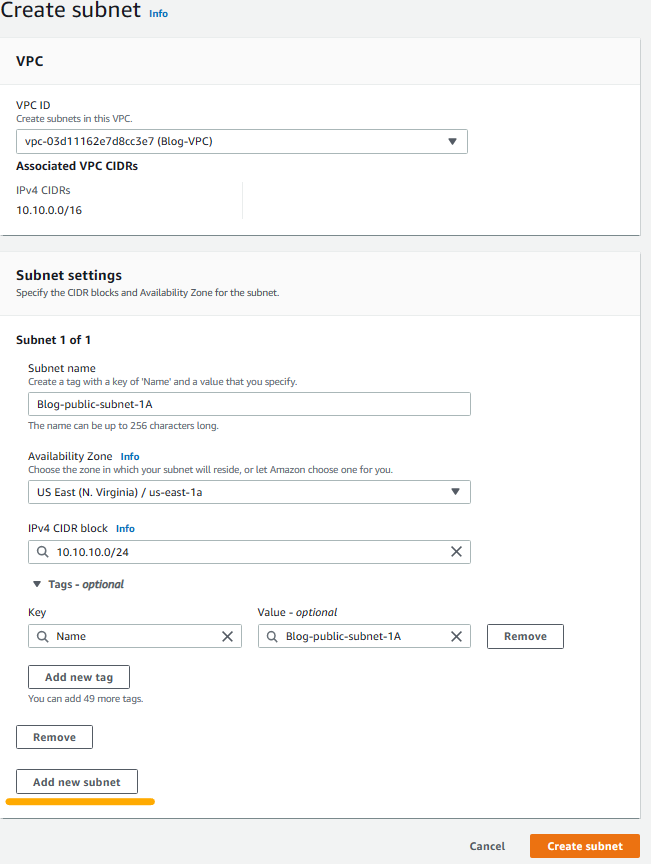 Create subnet Info
VPC
VPC ID
Create subnets in this VPC.
vpc-03d11162e7d8cc3e7 (Blog-VPC)
Associated VPC CIDRs
IPv4 CIDRs
10.10.0.0/16
Subnet settings
Specify the CIDR blocks and Availability Zone for the subnet.
Subnet 1 of 1
Subnet name
Create a tag with a key of 'Name' and a value that you specify.
Blog-public-subnet-1A
The name can be up to 256 characters long.
Availability Zone Info
Choose the zone in which your subnet will reside, or let Amazon choose one for you.
US East (N. Virginia) / us-east-1a
IPv4 CIDR block Info
10.10.10.0/24
Tags - optional
Key Value - optional
Name Blog-public-subnet-1A Remove
Add new tag
You can add 49 more tags.
Remove
Add new subnet
Cancel Create subnet